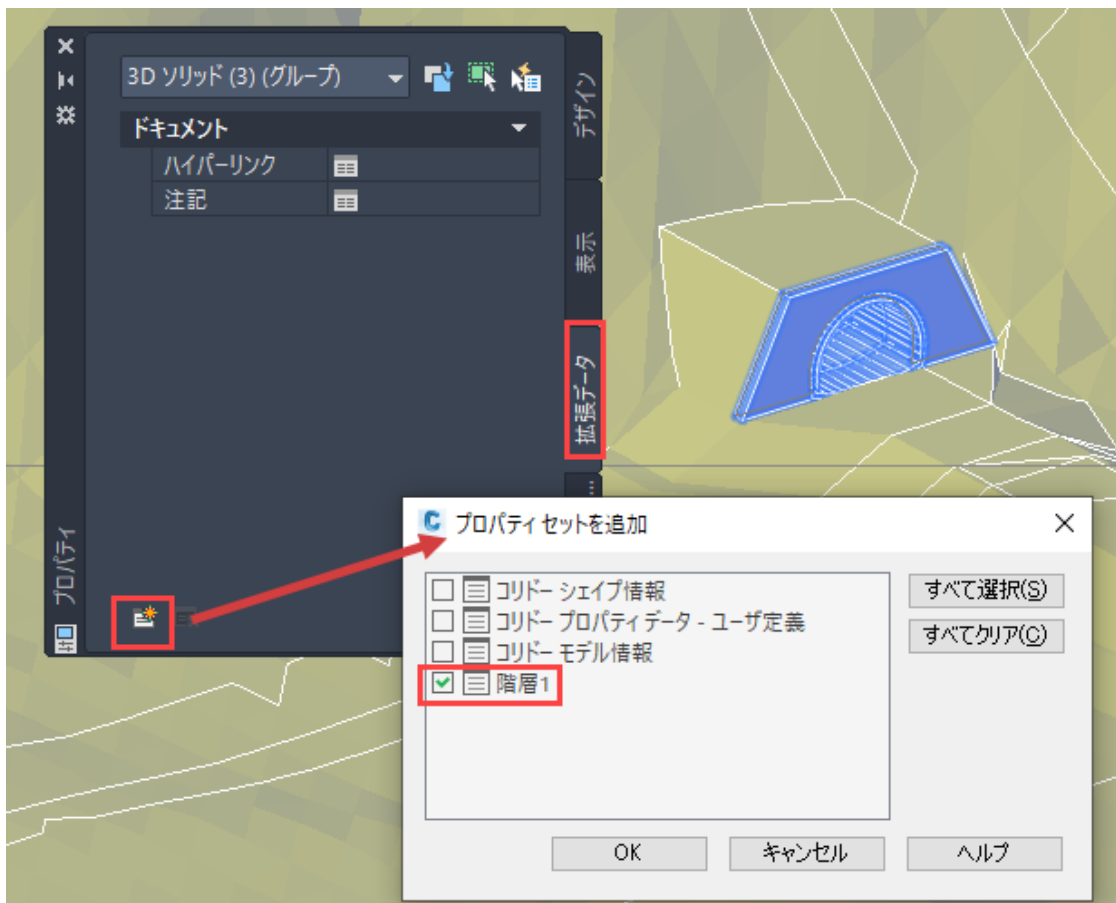 3D ソリッド (3) (グループ)
ドキュメント
ハイパーリンク
注記
デザイン
表示
拡張データ
...
プロパティ
プロパティ セットを追加
コリドー シェイプ情報
コリドー プロパティデータ - ユーザ定義
コリドー モデル情報
階層1
すべて選択(S)
すべてクリア(C)
OK
キャンセル
ヘルプ